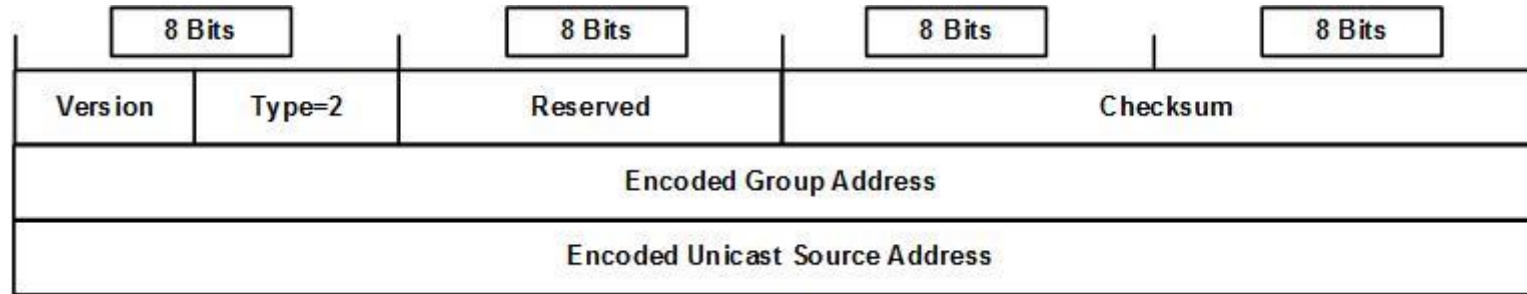 8 Bits 8 Bits 8 Bits 8 Bits
Version Type=2 Reserved Checksum
Encoded Group Address
Encoded Unicast Source Address